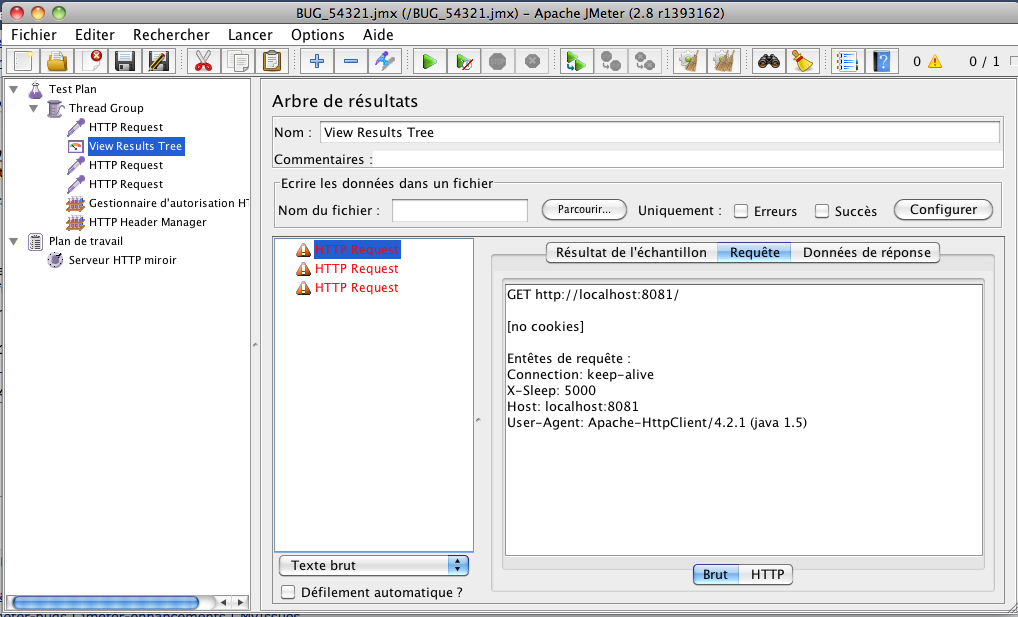 BUG_54321.jmx (/BUG_54321.jmx) – Apache JMeter (2.8 r1393162)
Fichier Editer Rechercher Lancer Options Aide
0 0 / 1
Test Plan
Thread Group
HTTP Request
View Results Tree
HTTP Request
HTTP Request
Gestionnaire d'autorisation HT
HTTP Header Manager
Plan de travail
Serveur HTTP miroir
Arbre de résultats
Nom : View Results Tree
Commentaires :
Ecrire les données dans un fichier
Nom du fichier : Parcourir... Uniquement : Erreurs Succès Configurer
HTTP Request
HTTP Request
HTTP Request
Texte brut
Défilement automatique ?
Résultat de l'échantillon Requête Données de réponse
GET http://localhost:8081/
[no cookies]
Entêtes de requête :
Connection: keep-alive
X-Sleep: 5000
Host: localhost:8081
User-Agent: Apache-HttpClient/4.2.1 (java 1.5)
Brut HTTP